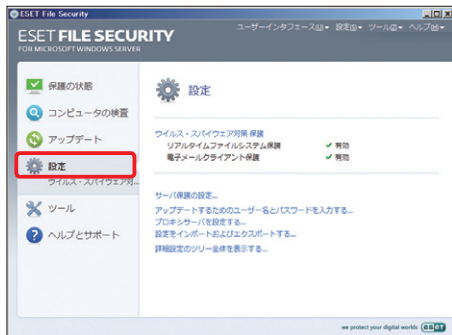 ESET File Security
ESET FILE SECURITY
FOR MICROSOFT WINDOWS SERVER
ユーザーインタフェース(U)▾ 設定(S)▾ ツール(O)▾ ヘルプ(H)▾
保護の状態
コンピュータの検査
アップデート
設定
ウイルス・スパイウェア対...
ツール
ヘルプとサポート
設定
ウイルス・スパイウェア対策 保護
リアルタイムファイルシステム保護 ✔ 有効
電子メールクライアント保護 ✔ 有効
サーバ保護の設定...
アップデートするためのユーザー名とパスワードを入力する...
プロキシサーバを設定する...
設定をインポートおよびエクスポートする...
詳細設定のツリー全体を表示する...
we protect your digital worlds eset